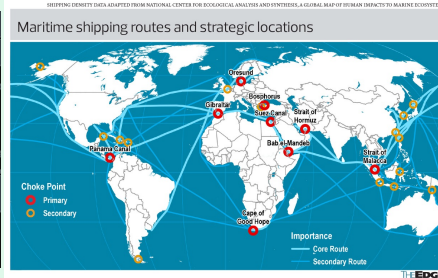 SHIPPING DENSITY DATA ADAPTED FROM NATIONAL CENTER FOR ECOLOGICAL ANALYSIS AND SYNTHESIS, A GLOBAL MAP OF HUMAN IMPACTS TO MARINE ECOSYSTE
Maritime shipping routes and strategic locations
Oresund
Bosphorus
Gibraltar
Suez Canal
Strait of
Hormuz
Panama Canal
Bab el-Mandeb
Strait of
Malacca
Cape of
Good Hope
Choke Point
Primary
Secondary
Importance
Core Route
Secondary Route
THEEDG